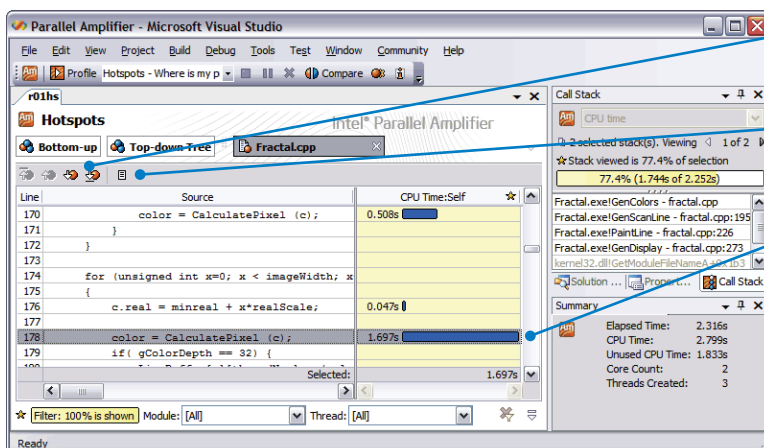 Parallel Amplifier - Microsoft Visual Studio
File Edit View Project Build Debug Tools Test Window Community Help
Am Profile Hotspots - Where is my p Compare
r01hs
Am Hotspots
Intel® Parallel Amplifier
Bottom-up Top-down Tree Fractal.cpp
Line Source CPU Time:Self
170 color = CalculatePixel (c); 0.508s
171 }
172 }
173
174 for (unsigned int x=0; x < imageWidth; x
175 {
176 c.real = minreal + x*realScale; 0.047s
177
178 color = CalculatePixel (c); 1.697s
179 if( gColorDepth == 32) {
Selected: 1.697s
Filter: 100% is shown Module: [All] Thread: [All]
Ready
Call Stack
Am CPU time
2 selected stack(s). Viewing 1 of 2
Stack viewed is 77.4% of selection
77.4% (1.744s of 2.252s)
Fractal.exe!GenColors - fractal.cpp
Fractal.exe!GenScanLine - fractal.cpp:195
Fractal.exe!PaintLine - fractal.cpp:226
Fractal.exe!GenDisplay - fractal.cpp:273
Solution ... Propert... Call Stack
Summary
Am
Elapsed Time: 2.316s
CPU Time: 2.799s
Unused CPU Time: 1.833s
Core Count: 2
Threads Created: 3